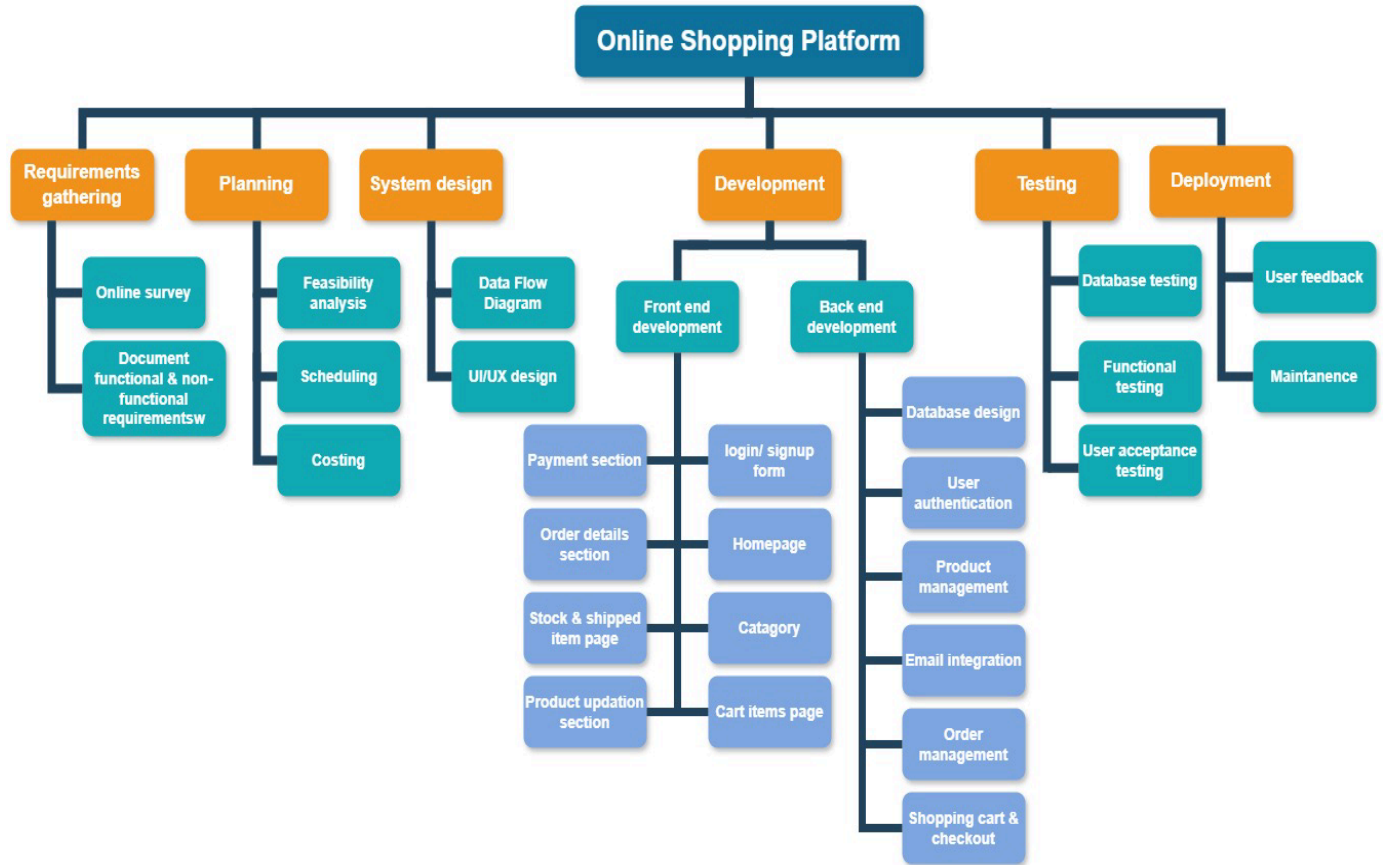 Online Shopping Platform
Requirements
gathering
Online survey
Document
functional & non-
functional
requirementsw
Planning
Feasibility
analysis
Scheduling
Costing
System design
Data Flow
Diagram
UI/UX design
Development
Front end
development
Payment section
login/ signup
form
Order details
section
Homepage
Stock & shipped
item page
Catagory
Product updation
section
Cart items page
Back end
development
Database design
User
authentication
Product
management
Email integration
Order
management
Shopping cart &
checkout
Testing
Database testing
Functional
testing
User acceptance
testing
Deployment
User feedback
Maintanence